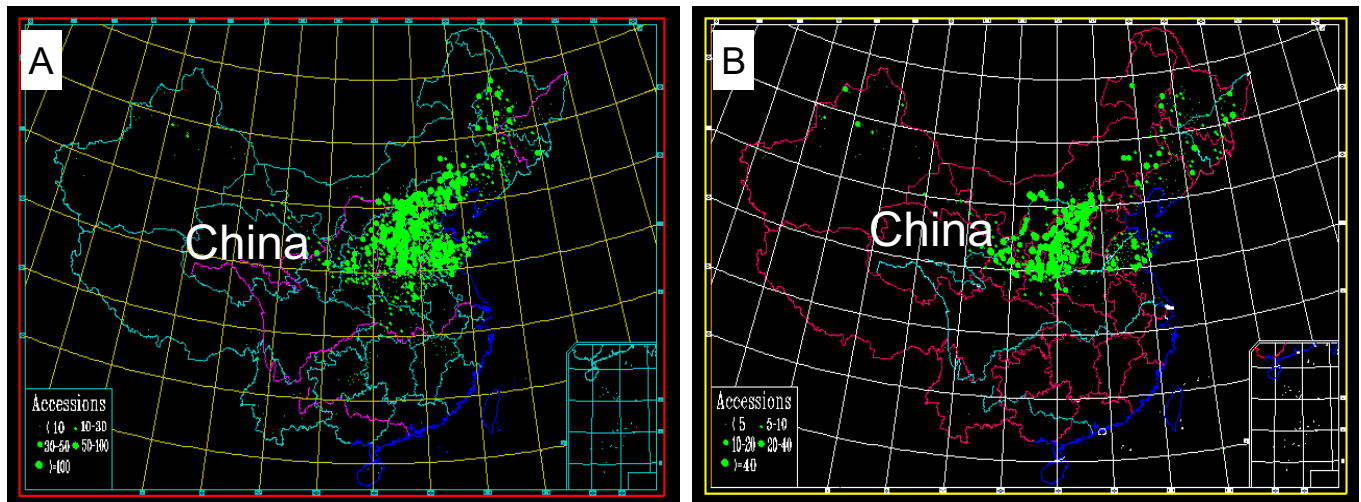 A
China
Accessions
⟨ 10 10-30
30-50 50-100
⟩=100
B
China
Accessions
⟨ 5 5-10
10-20 20-40
⟩=40